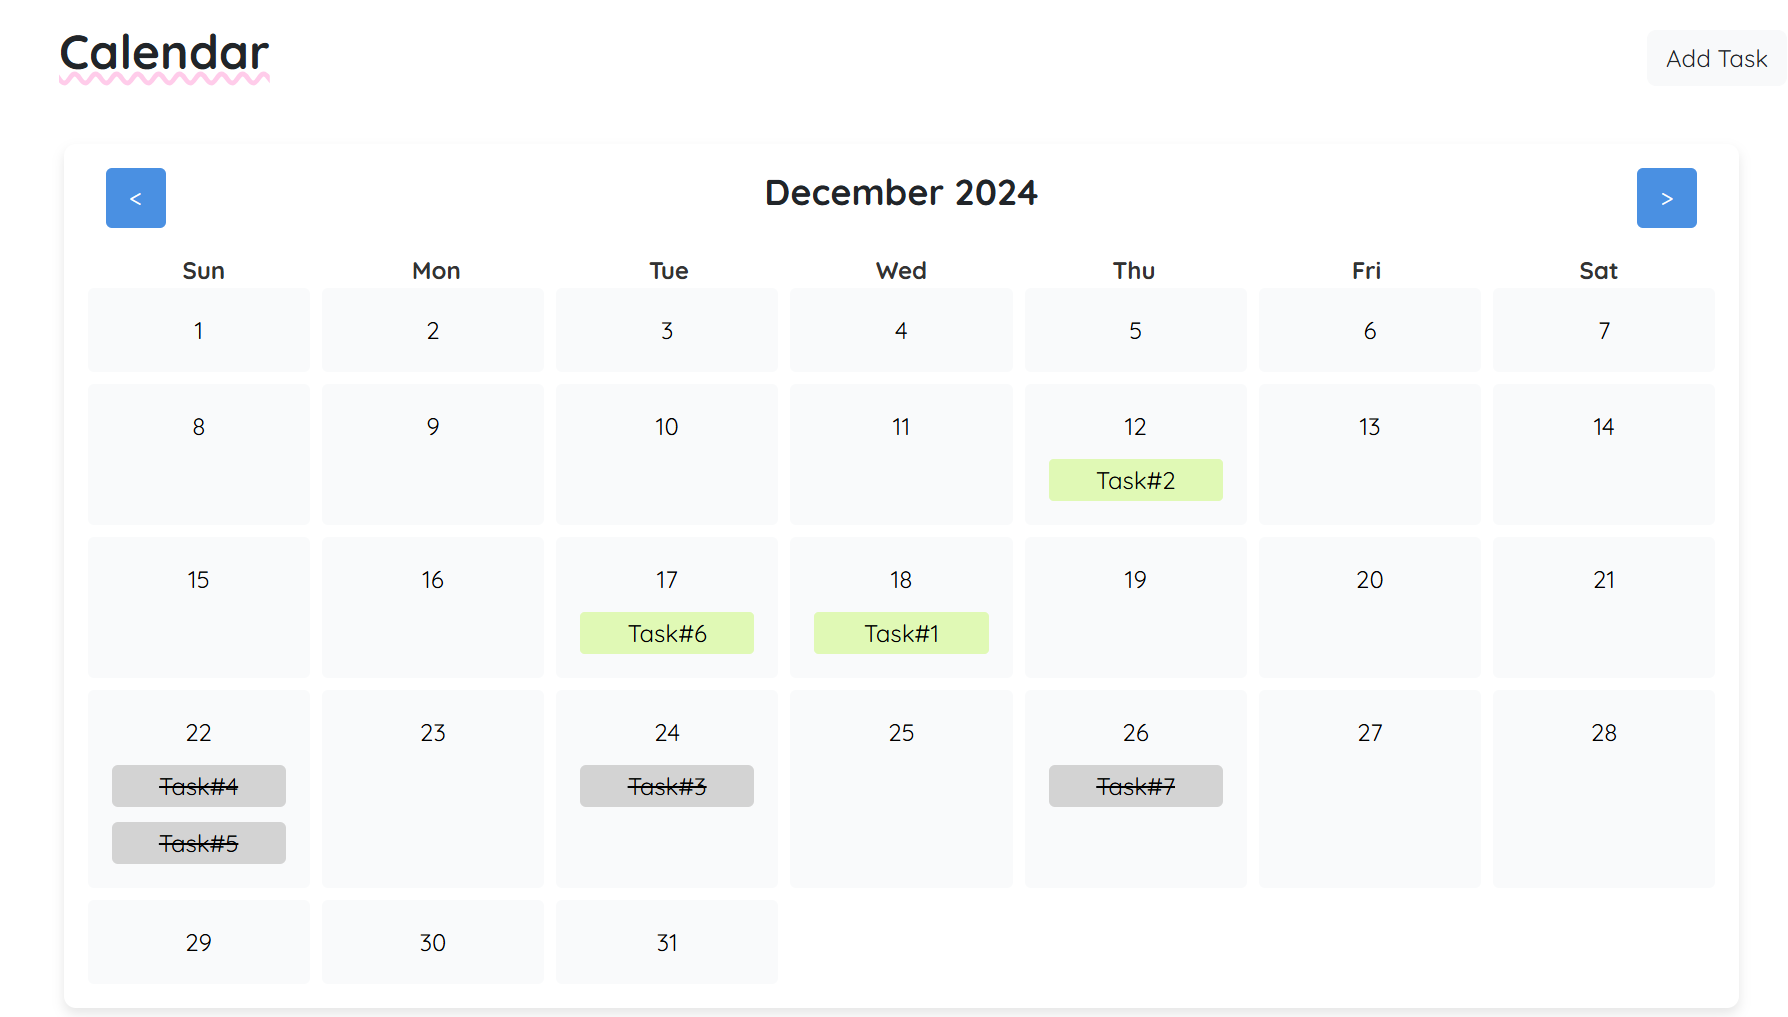 Calendar
Add Task
< December 2024 >
Sun Mon Tue Wed Thu Fri Sat
1 2 3 4 5 6 7
8 9 10 11 12 13 14
Task#2
15 16 17 18 19 20 21
Task#6 Task#1
22 23 24 25 26 27 28
Task#4 Task#3 Task#7
Task#5
29 30 31